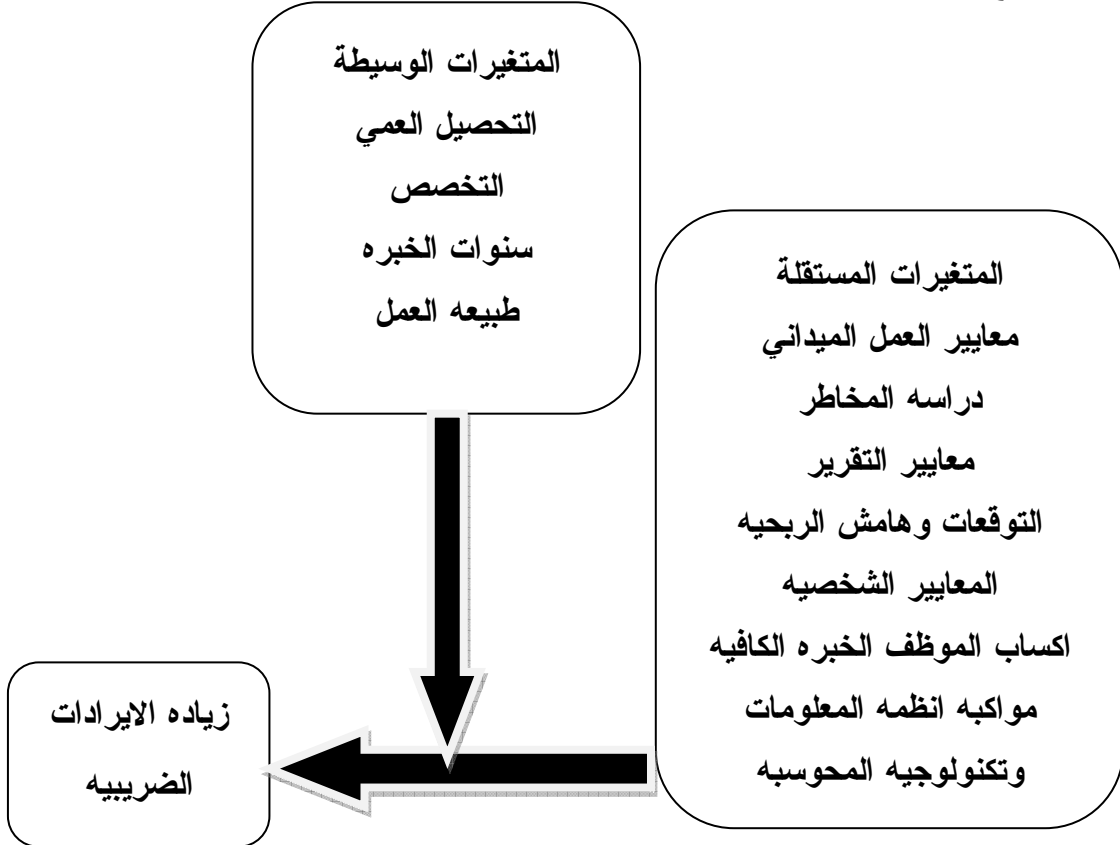 المتغيرات الوسيطة
التحصيل العمي
التخصص
سنوات الخبره
طبيعه العمل
المتغيرات المستقلة
معايير العمل الميداني
دراسه المخاطر
معايير التقرير
التوقعات وهامش الربحيه
المعايير الشخصيه
اكساب الموظف الخبره الكافيه
مواكبه انظمه المعلومات
وتكنولوجيه المحوسبه
زياده الايرادات
الضريبيه